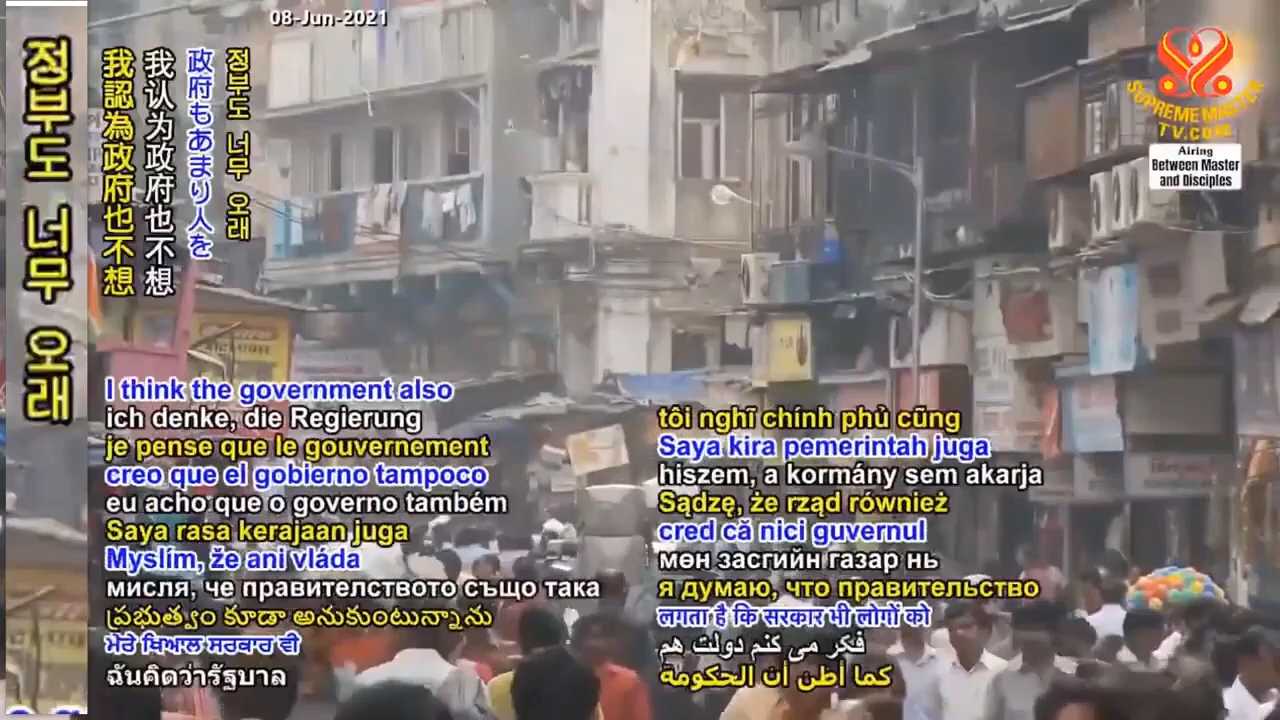 08-Jun-2021
정부도 너무 오래
我認為政府也不想
我认为政府也不想
政府もあまり人を
정부도 너무 오래
SUPREME MASTER
TV.COM
Airing
Between Master
and Disciples
I think the government also
ich denke, die Regierung
je pense que le gouvernement
creo que el gobierno tampoco
eu acho que o governo também
Saya rasa kerajaan juga
Myslím, že ani vláda
мисля, че правителството също така
ప్రభుత్వం కూడా అనుకుంటున్నాను
ਮੇਰੇ ਖਿਆਲ ਸਰਕਾਰ ਵੀ
ฉันคิดว่ารัฐบาล
tôi nghĩ chính phủ cũng
Saya kira pemerintah juga
hiszem, a kormány sem akarja
Sądzę, że rząd również
cred că nici guvernul
мөн засгийн газар нь
я думаю, что правительство
लगता है कि सरकार भी लोगों को
فکر می کنم دولت هم
كما أظن أن الحكومة